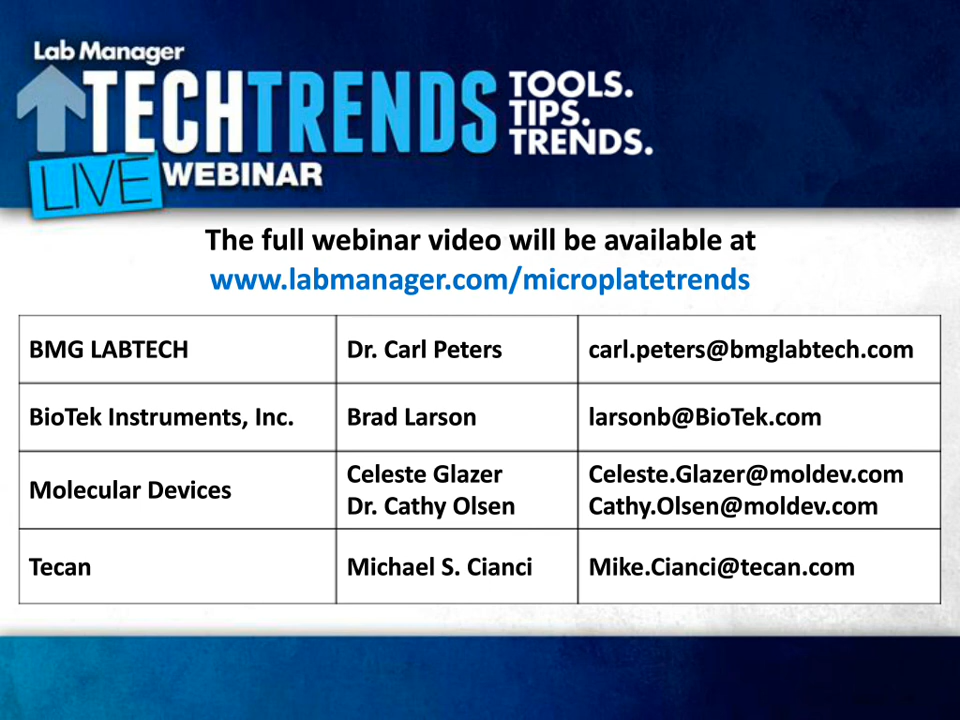 Lab Manager
TECHTRENDS
TOOLS.
TIPS.
TRENDS.
LIVE WEBINAR
The full webinar video will be available at
www.labmanager.com/microplatetrends
BMG LABTECH Dr. Carl Peters carl.peters@bmglabtech.com
BioTek Instruments, Inc. Brad Larson larsonb@BioTek.com
Molecular Devices
Celeste Glazer
Dr. Cathy Olsen
Celeste.Glazer@moldev.com
Cathy.Olsen@moldev.com
Tecan Michael S. Cianci Mike.Cianci@tecan.com